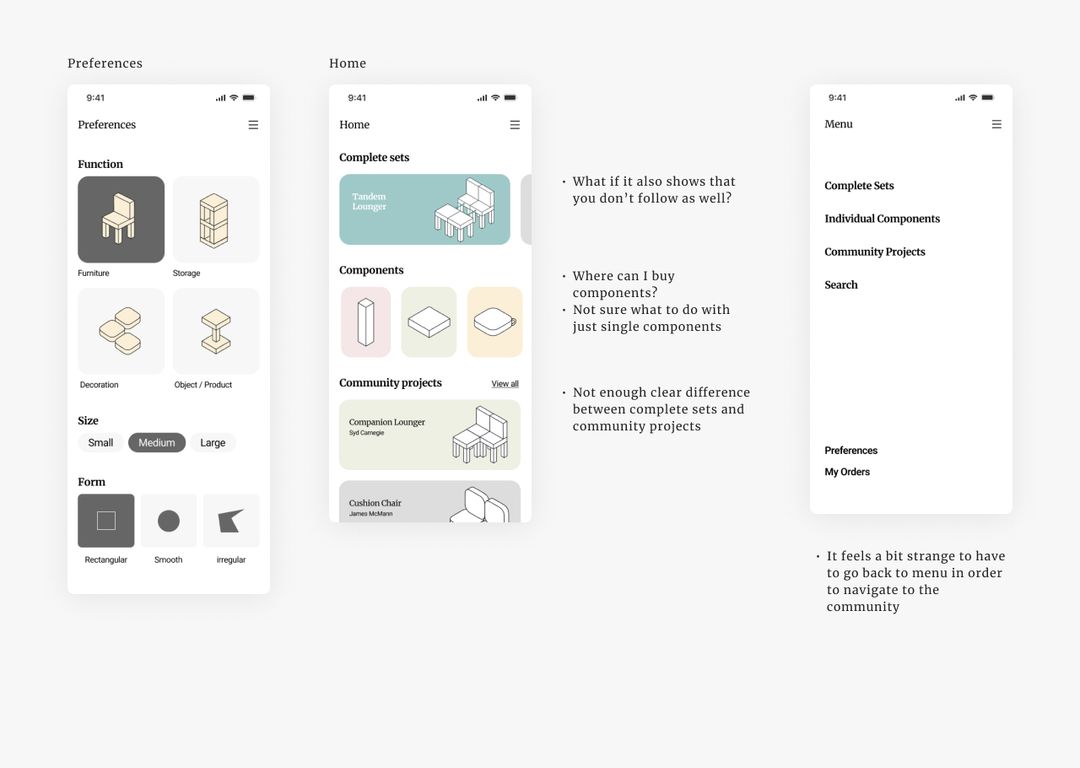 Preferences
9:41
Preferences
Function
Furniture
Storage
Decoration
Object / Product
Size
Small
Medium
Large
Form
Rectangular
Smooth
irregular
Home
9:41
Home
Complete sets
Tandem
Lounger
Components
Community projects
View all
Companion Lounger
Syd Carnegie
Cushion Chair
James McMann
• What if it also shows that
you don’t follow as well?
• Where can I buy
components?
• Not sure what to do with
just single components
• Not enough clear difference
between complete sets and
community projects
9:41
Menu
Complete Sets
Individual Components
Community Projects
Search
Preferences
My Orders
• It feels a bit strange to have
to go back to menu in order
to navigate to the
community